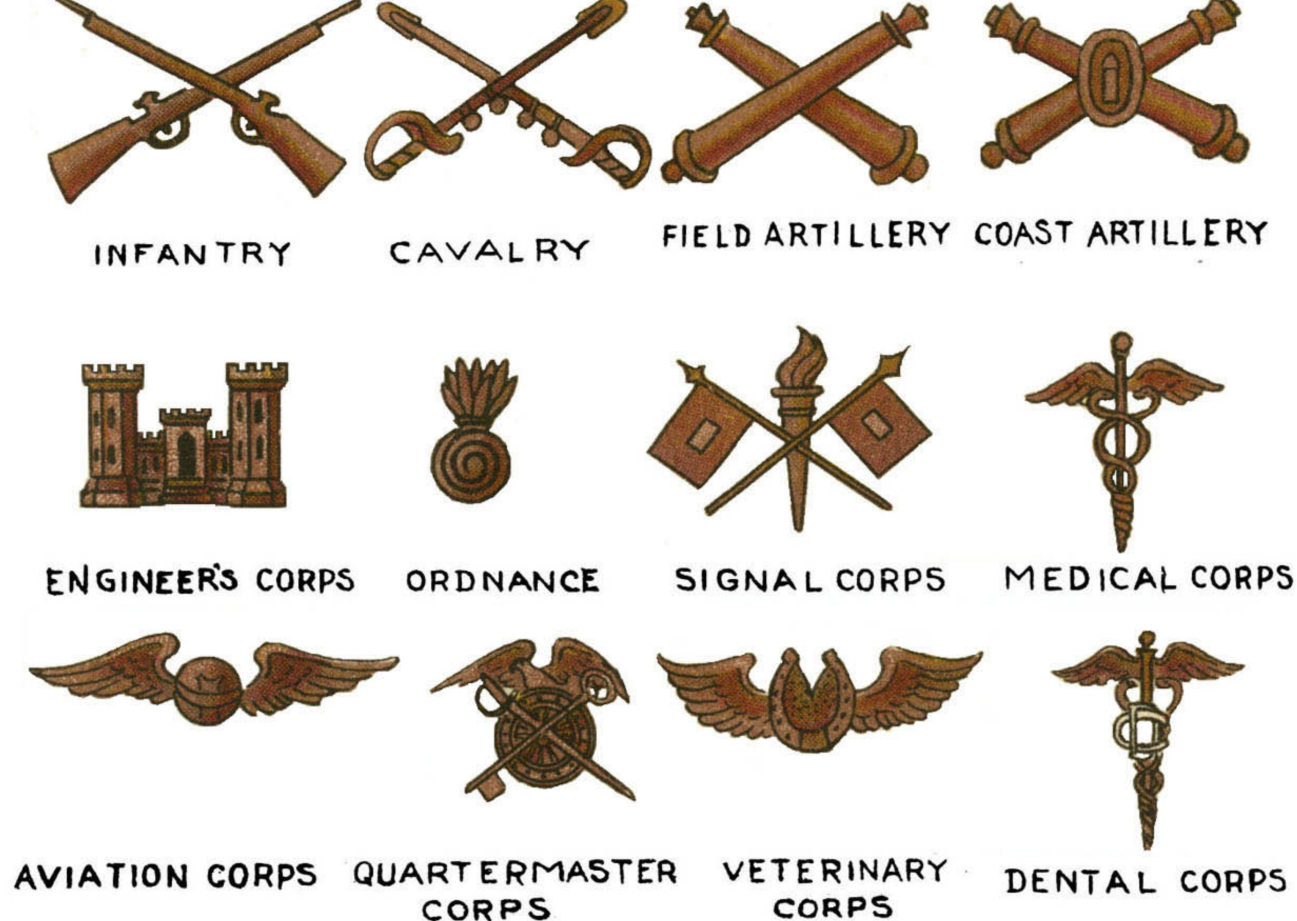 INFANTRY
CAVALRY
FIELD ARTILLERY
COAST ARTILLERY
ENGINEER'S CORPS
ORDNANCE
SIGNAL CORPS
MEDICAL CORPS
AVIATION CORPS
QUARTERMASTER
CORPS
VETERINARY
CORPS
DENTAL CORPS